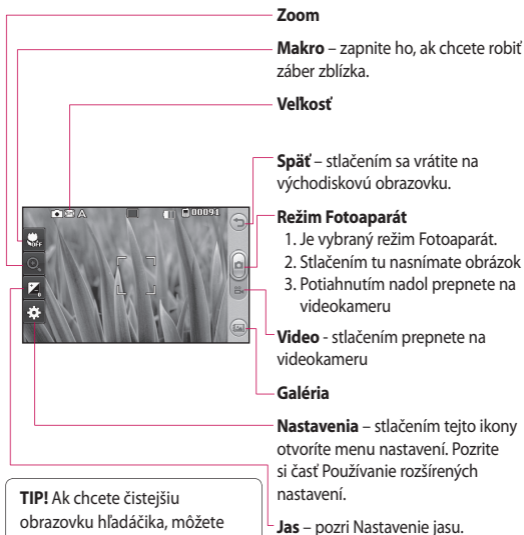 Zoom
Makro – zapnite ho, ak chcete robiť
záber zblízka.
Veľkosť
Späť – stlačením sa vrátite na
východiskovú obrazovku.
Režim Fotoaparát
1. Je vybraný režim Fotoaparát.
2. Stlačením tu nasnímate obrázok
3. Potiahnutím nadol prepnete na
videokameru
Video - stlačením prepnete na
videokameru
Galéria
Nastavenia – stlačením tejto ikony
otvoríte menu nastavení. Pozrite
si časť Používanie rozšírených
nastavení.
Jas – pozri Nastavenie jasu.
A
00091
OFF
0
TIP! Ak chcete čistejšiu
obrazovku hľadáčika, môžete